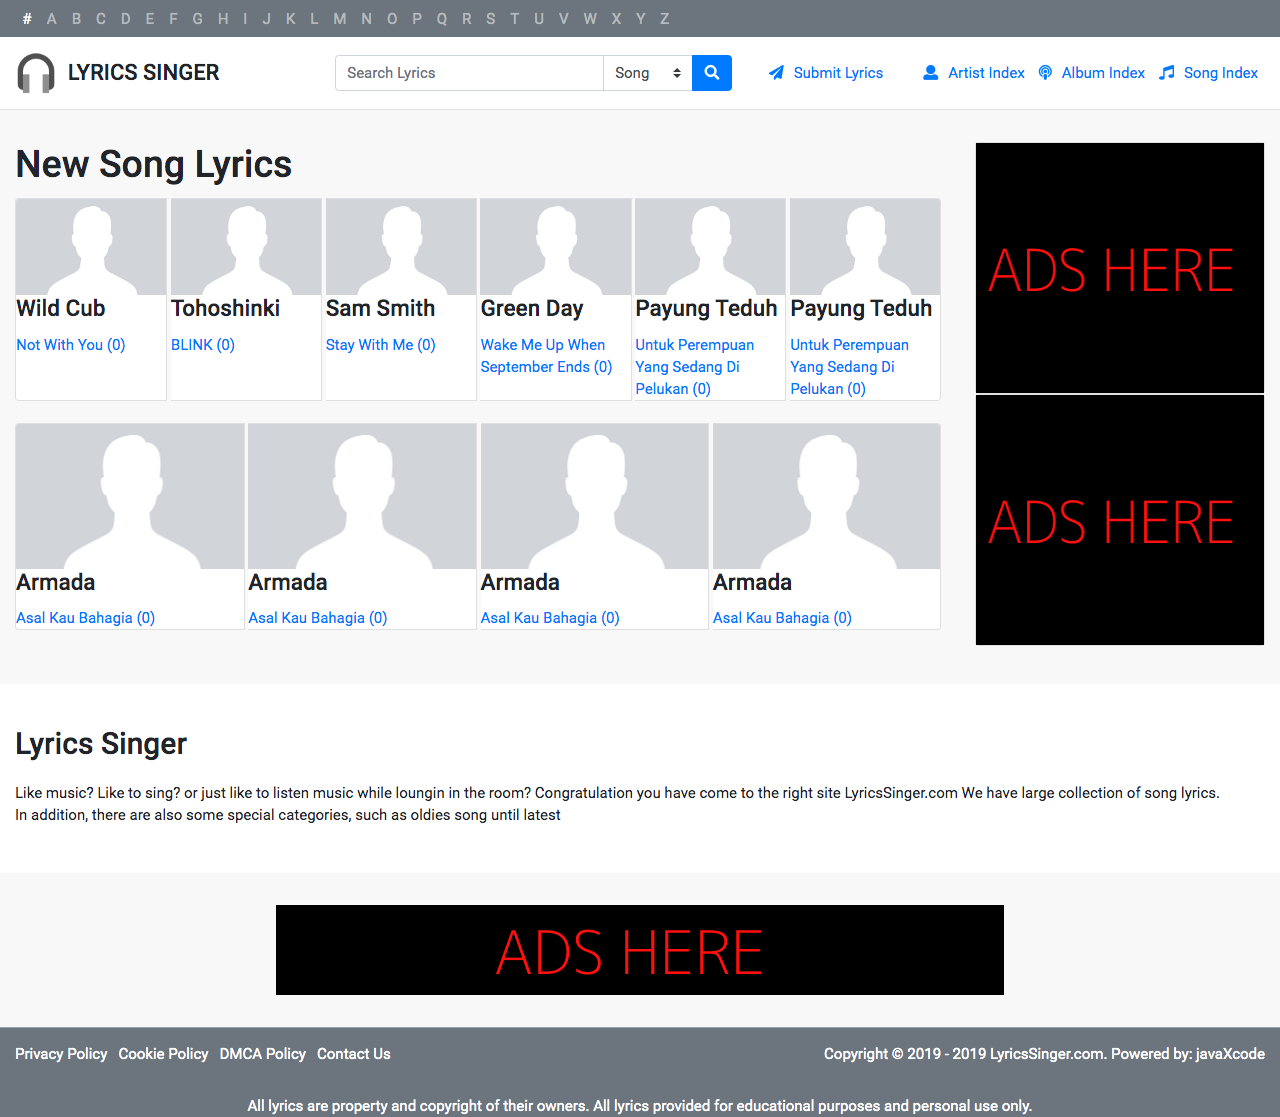 # A B C D E F G H I J K L M N O P Q R S T U V W X Y Z
LYRICS SINGER
Search Lyrics
Song
Submit Lyrics
Artist Index
Album Index
Song Index
New Song Lyrics
Wild Cub
Not With You (0)
Tohoshinki
BLINK (0)
Sam Smith
Stay With Me (0)
Green Day
Wake Me Up When
September Ends (0)
Payung Teduh
Untuk Perempuan
Yang Sedang Di
Pelukan (0)
Payung Teduh
Untuk Perempuan
Yang Sedang Di
Pelukan (0)
Armada
Asal Kau Bahagia (0)
Armada
Asal Kau Bahagia (0)
Armada
Asal Kau Bahagia (0)
Armada
Asal Kau Bahagia (0)
ADS HERE
ADS HERE
Lyrics Singer
Like music? Like to sing? or just like to listen music while loungin in the room? Congratulation you have come to the right site LyricsSinger.com We have large collection of song lyrics.
In addition, there are also some special categories, such as oldies song until latest
ADS HERE
Privacy Policy Cookie Policy DMCA Policy Contact Us
Copyright © 2019 - 2019 LyricsSinger.com. Powered by: javaXcode
All lyrics are property and copyright of their owners. All lyrics provided for educational purposes and personal use only.